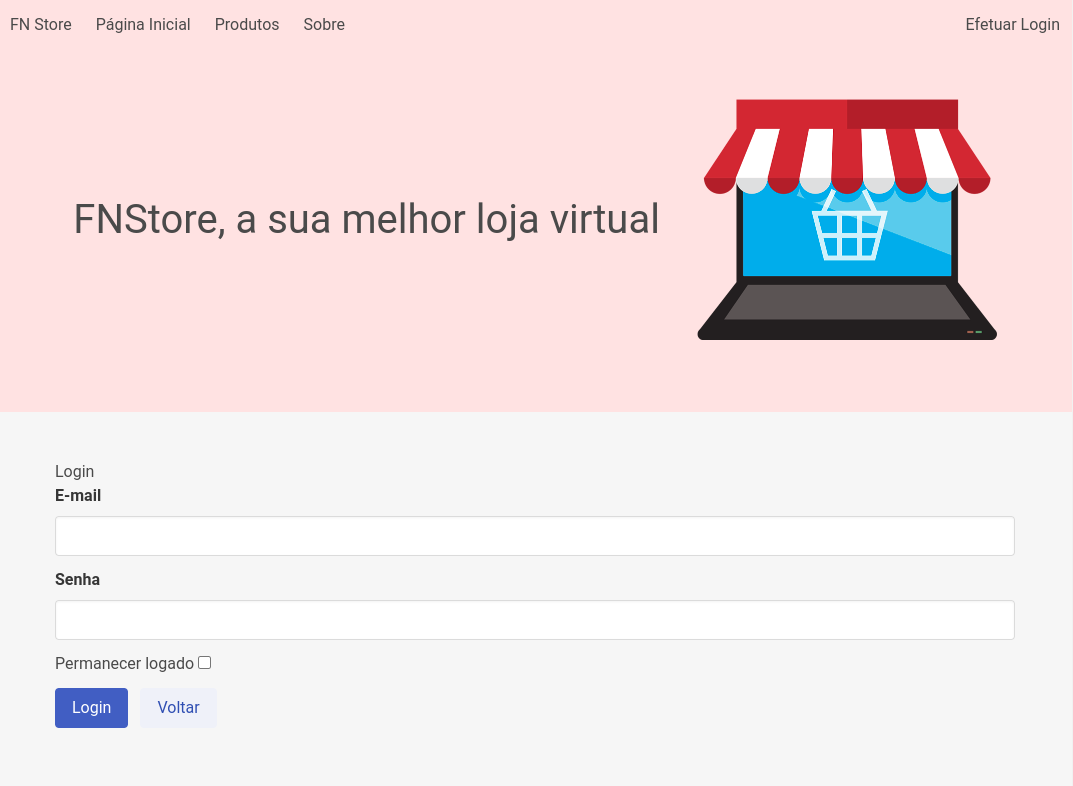 FN Store Página Inicial Produtos Sobre Efetuar Login
FNStore, a sua melhor loja virtual
Login
E-mail
Senha
Permanecer logado
Login Voltar